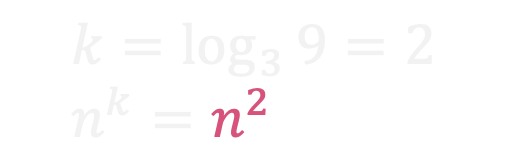 k = log₃ 9 = 2
nᵏ = n²